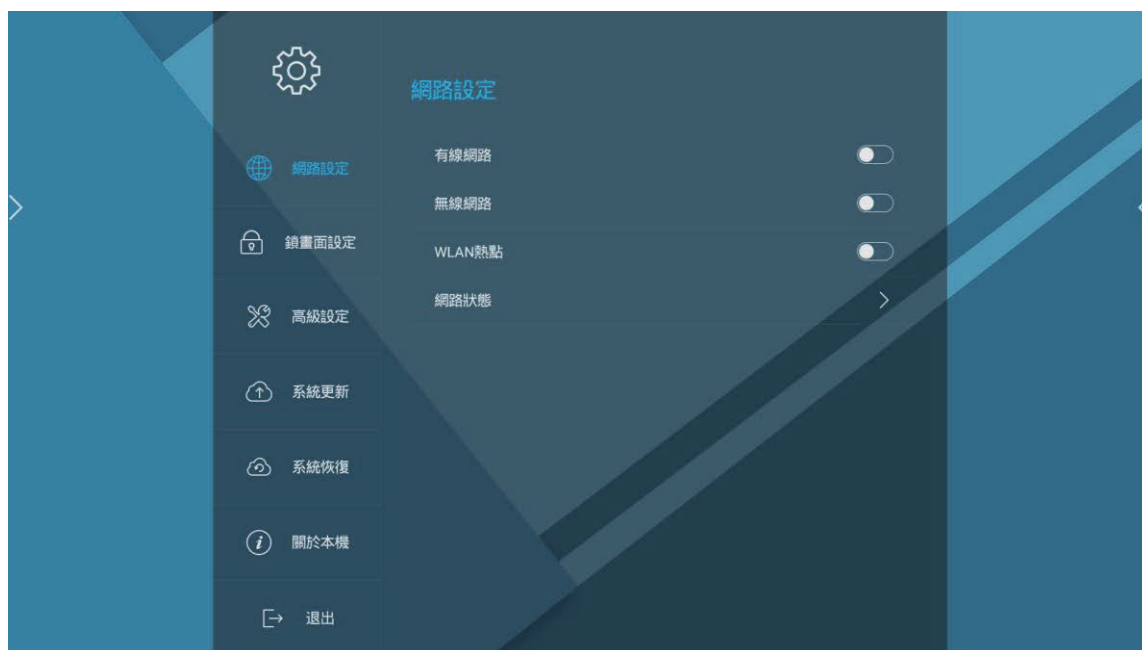 網路設定
網路設定
鎖畫面設定
高級設定
系統更新
系統恢復
關於本機
退出
有線網路
無線網路
WLAN熱點
網路狀態